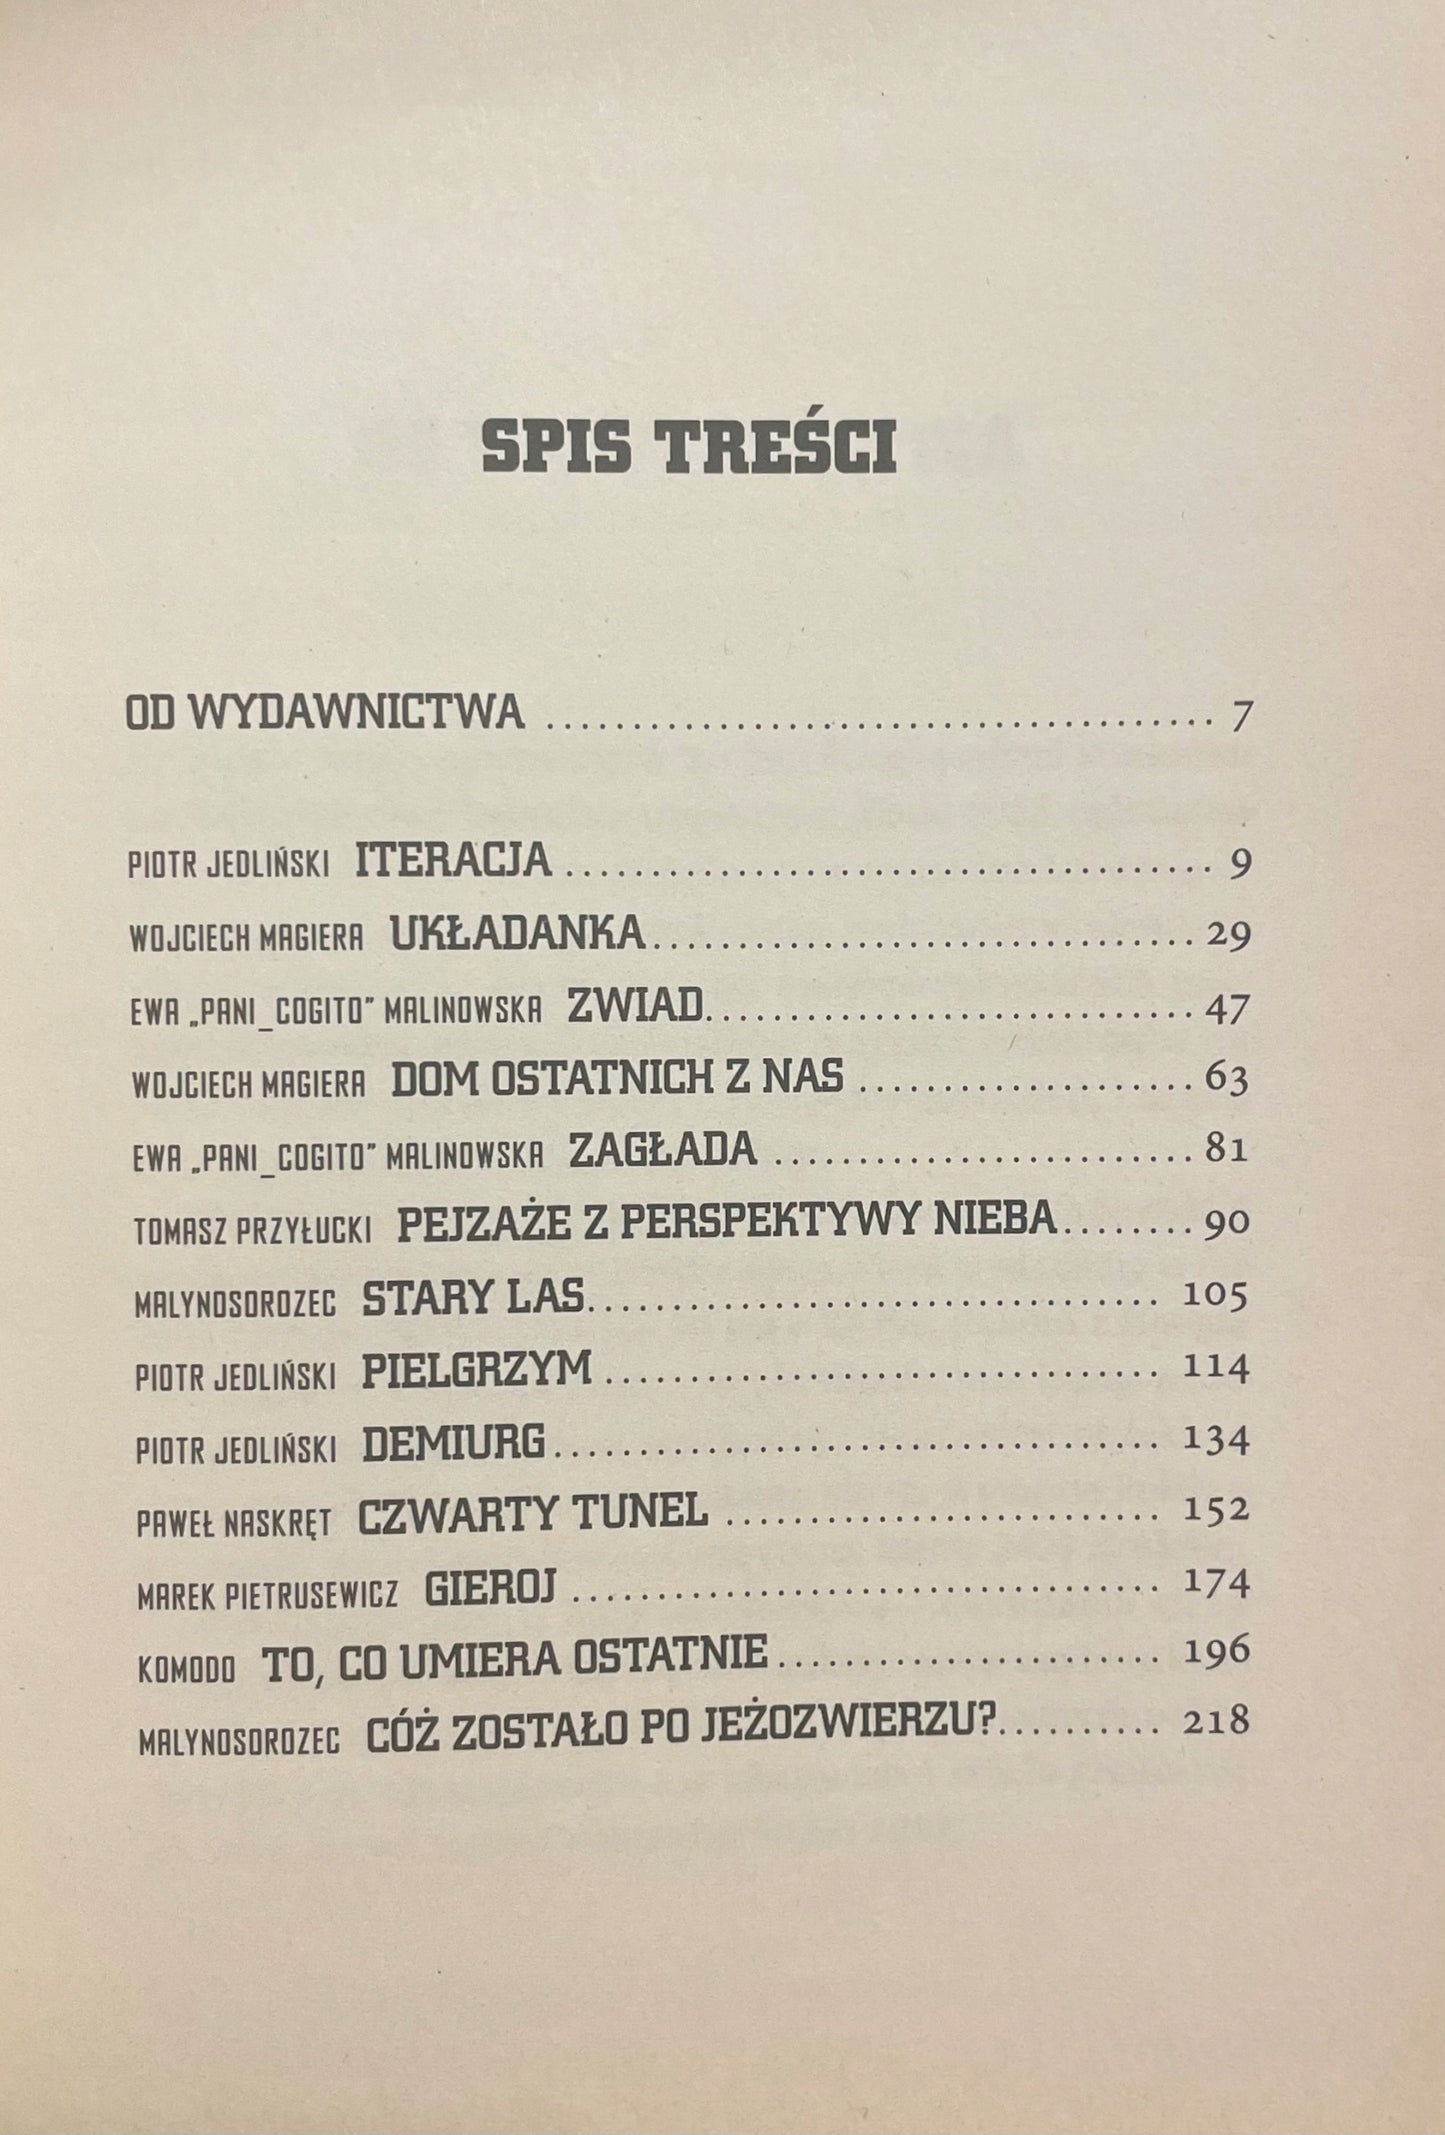 SPIS TREŚCI
OD WYDAWNICTWA ........................................ 7
PIOTR JEDLIŃSKI ITERACJA ...................................... 9
WOJCIECH MAGIERA UKŁADANKA ................................ 29
EWA „PANI_COGITO” MALINOWSKA ZWIAD ............................. 47
WOJCIECH MAGIERA DOM OSTATNICH Z NAS .................... 63
EWA „PANI_COGITO” MALINOWSKA ZAGŁADA ......................... 81
TOMASZ PRZYŁUCKI PEJZAŻE Z PERSPEKTYWY NIEBA ........ 90
MALYNOSOROZEC STARY LAS .................................. 105
PIOTR JEDLIŃSKI PIELGRZYM ................................. 114
PIOTR JEDLIŃSKI DEMIURG .................................... 134
PAWEŁ NASKRĘT CZWARTY TUNEL .......................... 152
MAREK PIETRUSEWICZ GIEROJ ................................... 174
KOMODO TO, CO UMIERA OSTATNIE ....................... 196
MALYNOSOROZEC CÓŻ ZOSTAŁO PO JEŻOZWIERZU? .......... 218